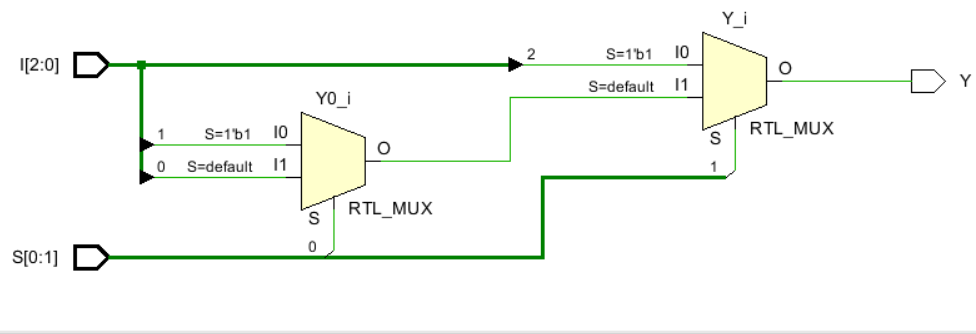 Y_i
I[2:0]
2
S=1'b1
I0
O
Y
S=default
I1
S
RTL_MUX
1
Y0_i
1
S=1'b1
I0
O
0
S=default
I1
S
RTL_MUX
0
S[0:1]